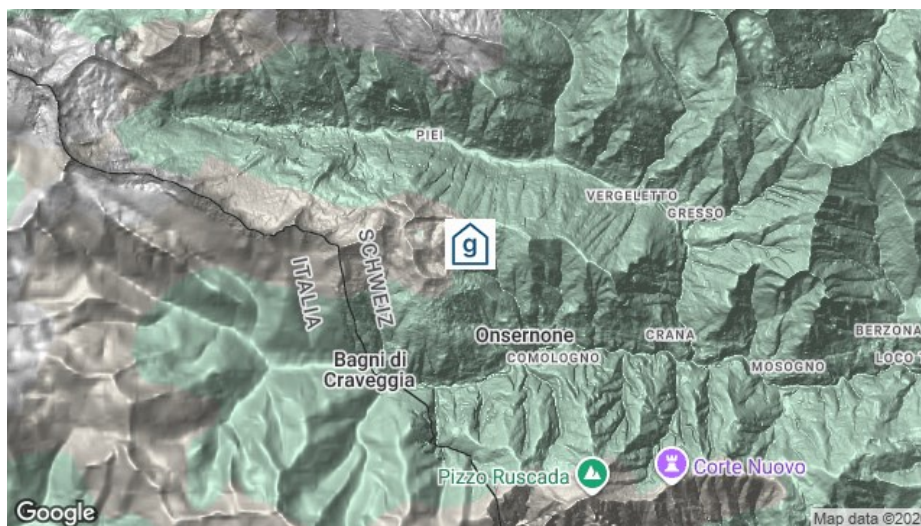 PIEI
VERGELETTO
GRESSO
g
SCHWEIZ
ITALIA
Onsernone
CRANA
BERZONA
COMOLOGNO
LOCO
Bagni di
Craveggia
MOSOGNO
Pizzo Ruscada
Corte Nuovo
Google
Map data ©202